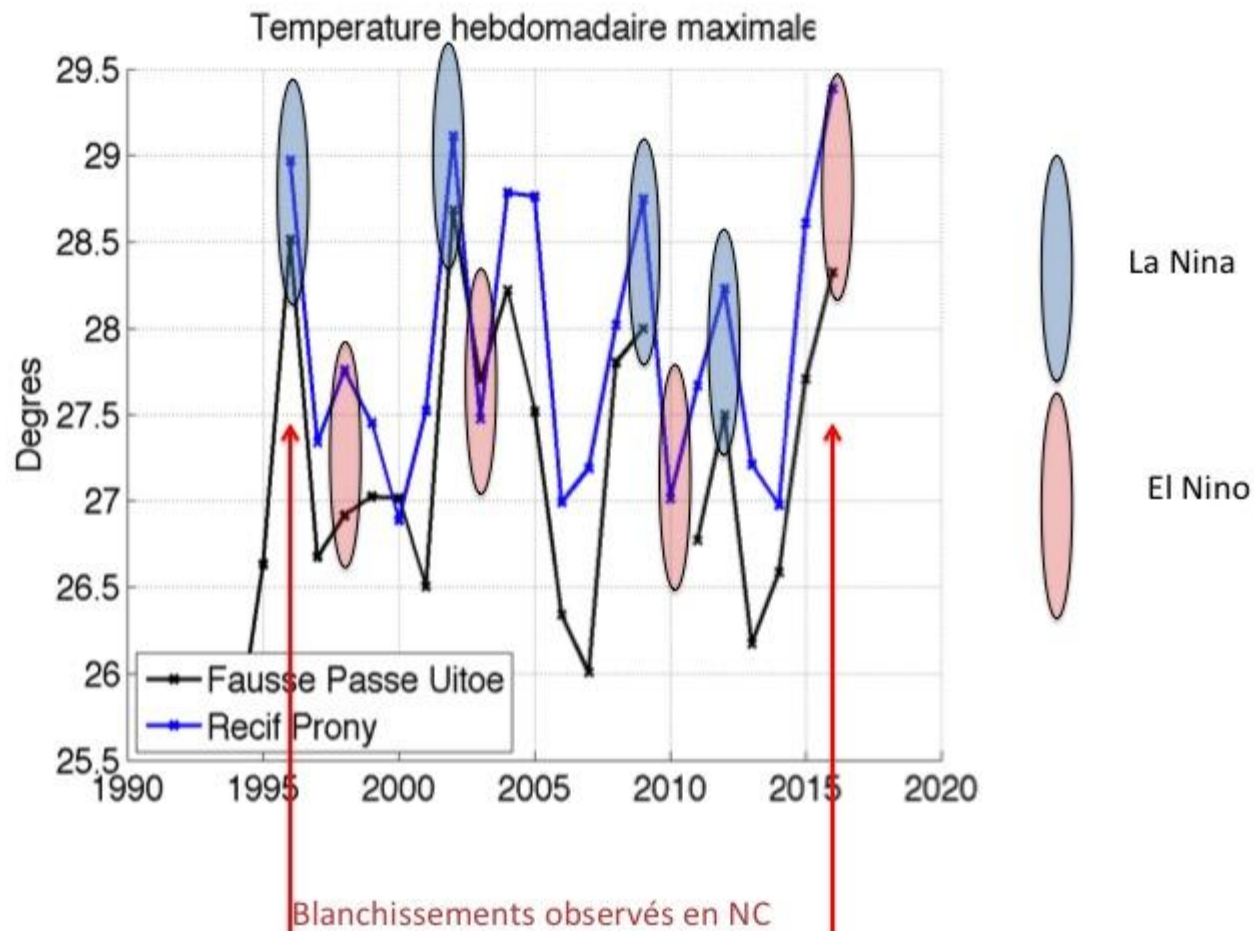 Temperature hebdomadaire maximale
29.5
29
28.5
28
27.5
27
26.5
26
25.5
Degres
La Nina
El Nino
Fausse Passe Uitoe
Recif Prony
1990 1995 2000 2005 2010 2015 2020
Blanchissements observés en NC